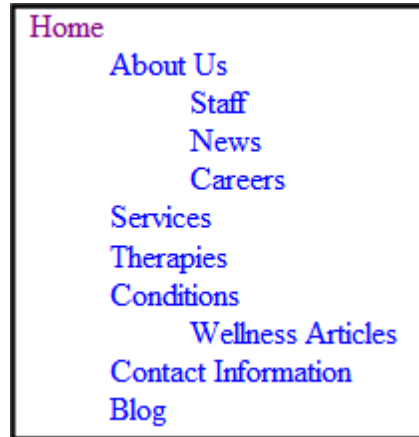 Home
About Us
Staff
News
Careers
Services
Therapies
Conditions
Wellness Articles
Contact Information
Blog